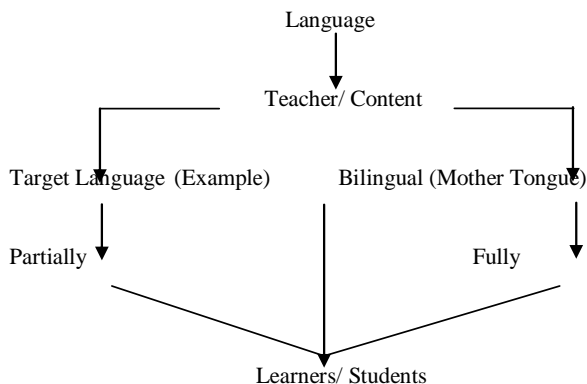 Language
Teacher/ Content
Target Language (Example) Bilingual (Mother Tongue)
Partially Fully
Learners/ Students